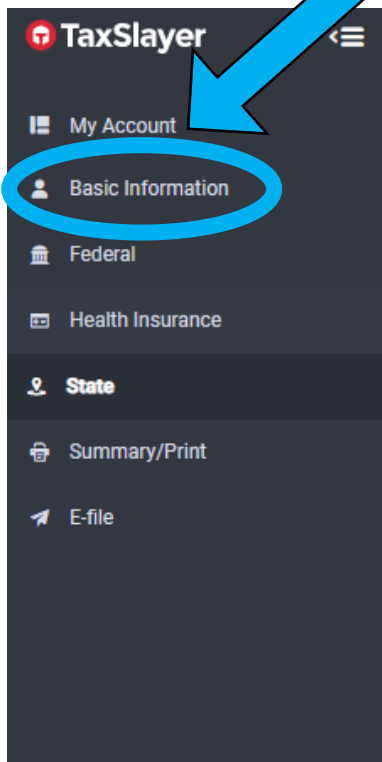 TaxSlayer
My Account
Basic Information
Federal
Health Insurance
State
Summary/Print
E-file